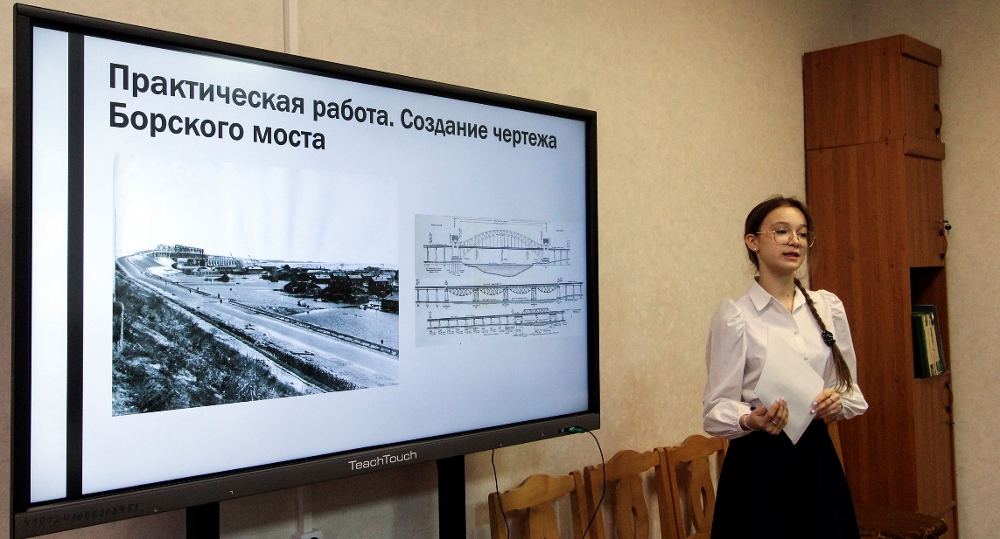 Практическая работа. Создание чертежа
Борского моста
TeachTouch